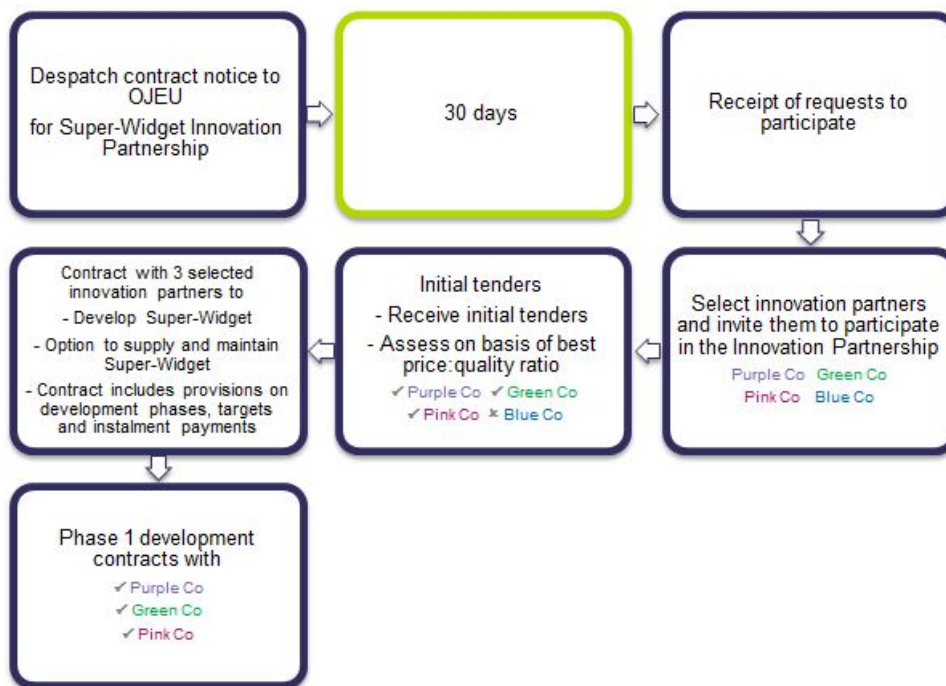 Despatch contract notice to
OJEU
for Super-Widget Innovation
Partnership
30 days
Receipt of requests to
participate
Select innovation partners
and invite them to participate
in the Innovation Partnership
Purple Co Green Co
Pink Co Blue Co
Initial tenders
- Receive initial tenders
- Assess on basis of best
price:quality ratio
✓ Purple Co ✓ Green Co
✓ Pink Co × Blue Co
Contract with 3 selected
innovation partners to
- Develop Super-Widget
- Option to supply and maintain
Super-Widget
- Contract includes provisions on
development phases, targets
and instalment payments
Phase 1 development
contracts with
✓ Purple Co
✓ Green Co
✓ Pink Co